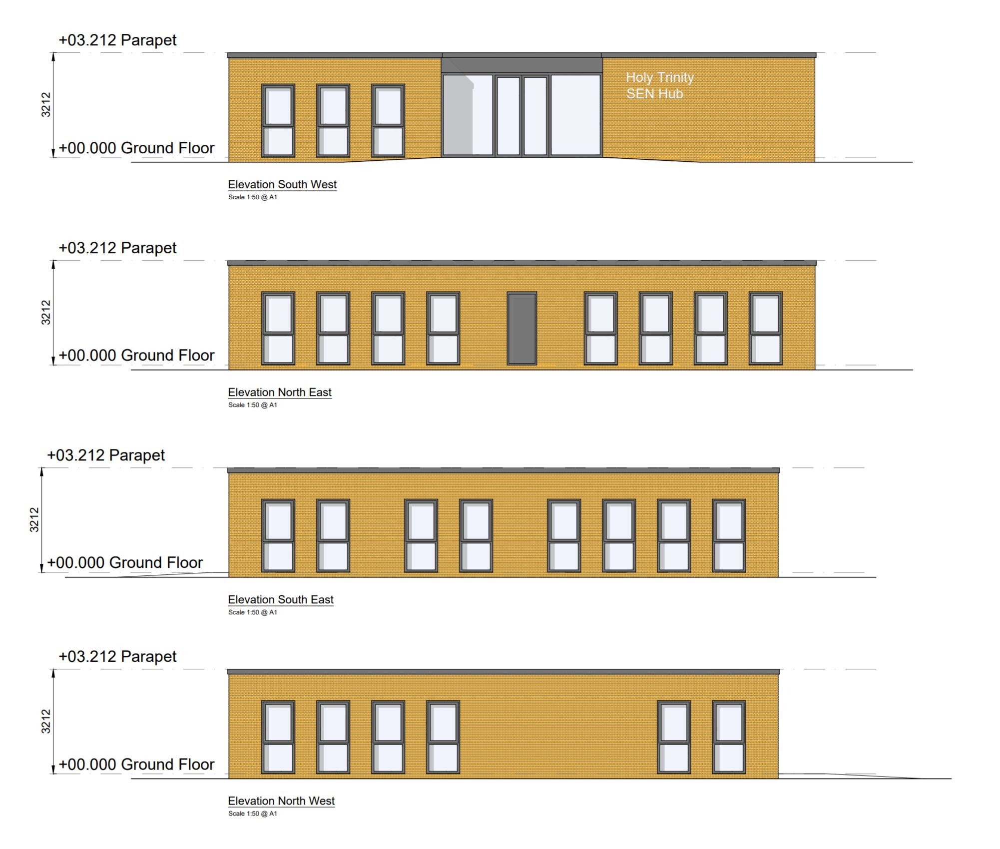 +03.212 Parapet
3212
+00.000 Ground Floor
Holy Trinity
SEN Hub
Elevation South West
Scale 1:50 @ A1
+03.212 Parapet
3212
+00.000 Ground Floor
Elevation North East
Scale 1:50 @ A1
+03.212 Parapet
3212
+00.000 Ground Floor
Elevation South East
Scale 1:50 @ A1
+03.212 Parapet
3212
+00.000 Ground Floor
Elevation North West
Scale 1:50 @ A1